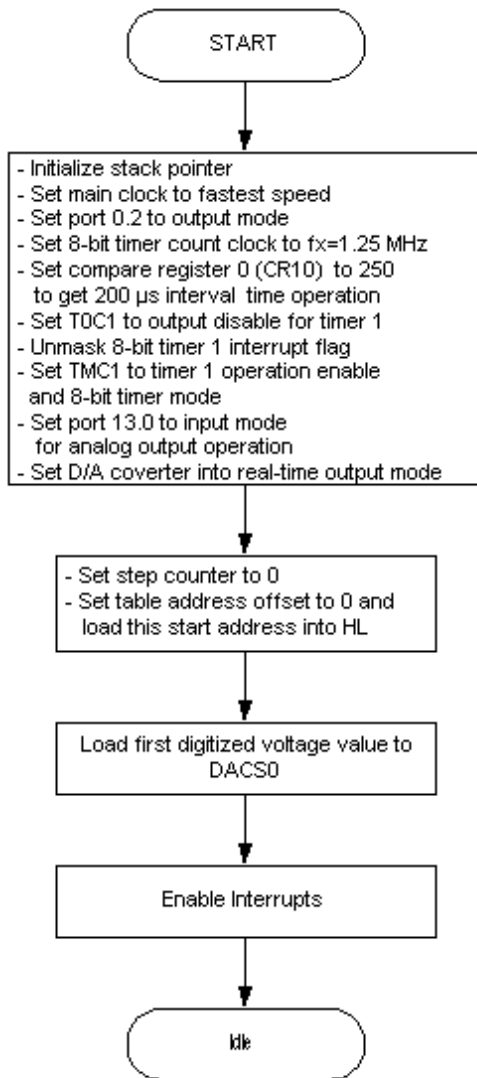 START
- Initialize stack pointer
- Set main clock to fastest speed
- Set port 0.2 to output mode
- Set 8-bit timer count clock to fx=1.25 MHz
- Set compare register 0 (CR10) to 250
to get 200 µs interval time operation
- Set T0C1 to output disable for timer 1
- Unmask 8-bit timer 1 interrupt flag
- Set TMC1 to timer 1 operation enable
and 8-bit timer mode
- Set port 13.0 to input mode
for analog output operation
- Set D/A coverter into real-time output mode
- Set step counter to 0
- Set table address offset to 0 and
load this start address into HL
Load first digitized voltage value to
DACS0
Enable Interrupts
Idle